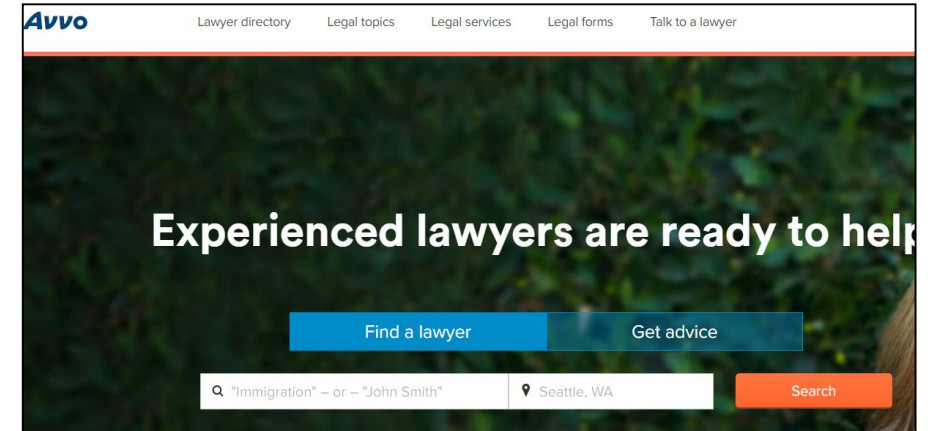 Avvo Lawyer directory Legal topics Legal services Legal forms Talk to a lawyer
Experienced lawyers are ready to help
Find a lawyer Get advice
"Immigration" – or – "John Smith" Seattle, WA Search